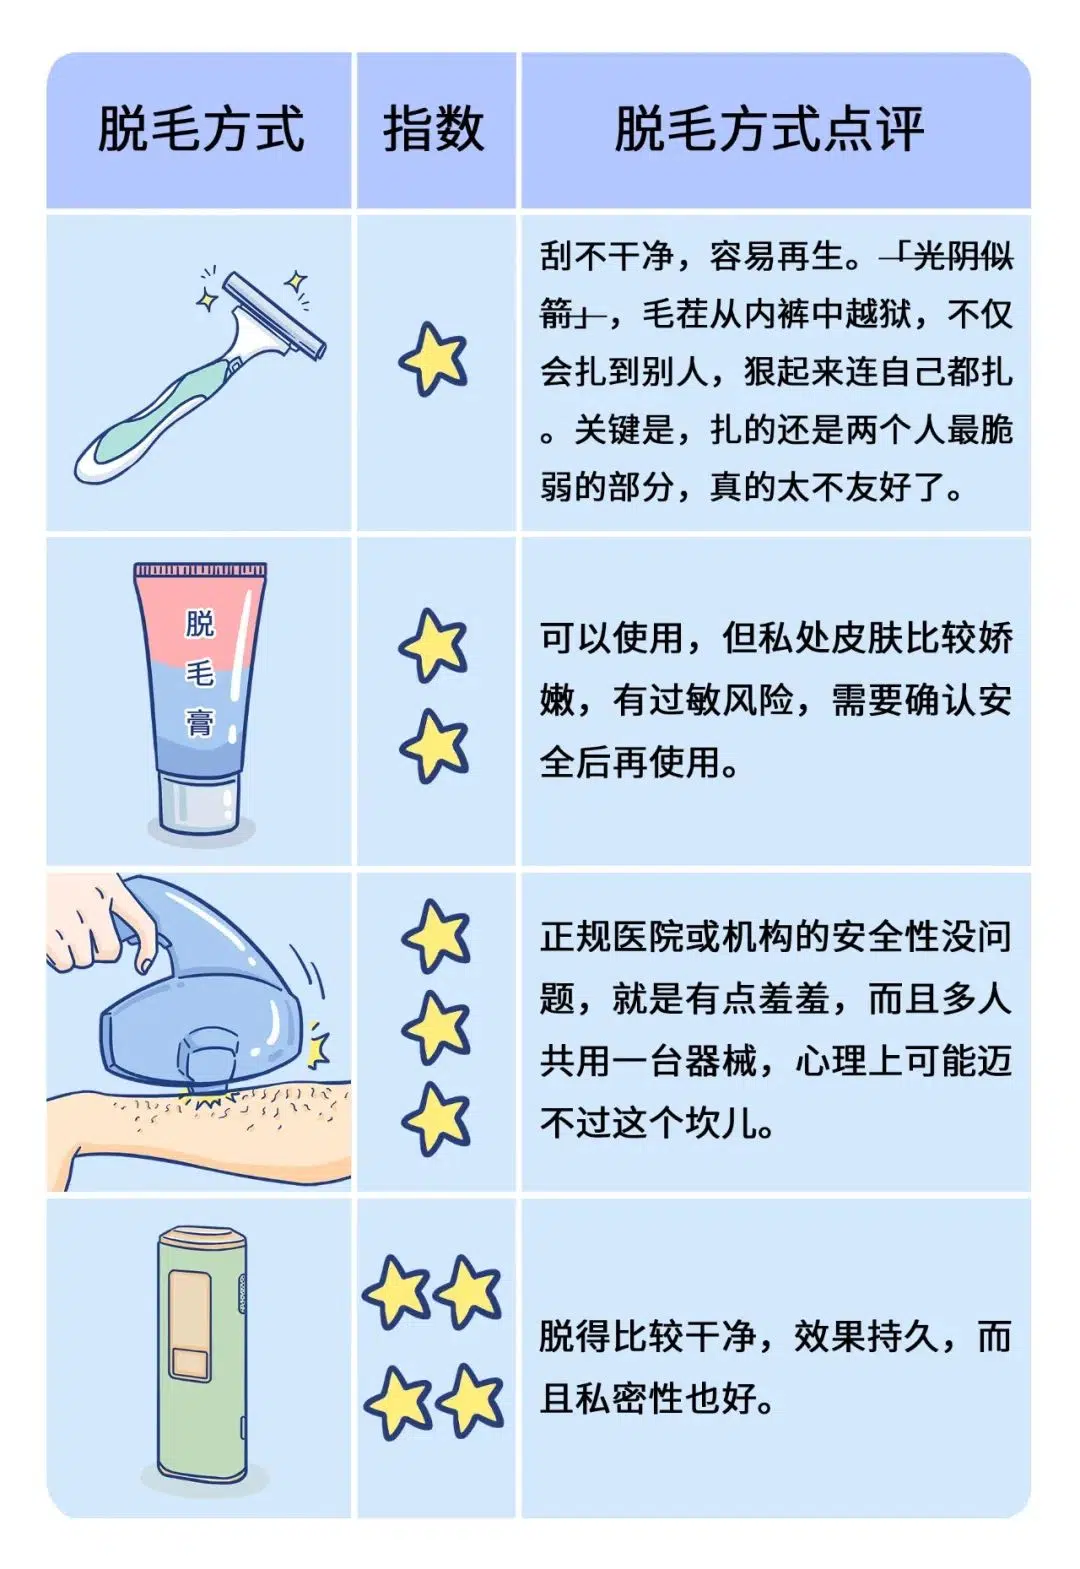 脱毛方式
指数
脱毛方式点评
刮不干净，容易再生。「光阴似
箭」，毛茬从内裤中越狱，不仅
会扎到别人，狠起来连自己都扎
。关键是，扎的还是两个人最脆
弱的部分，真的太不友好了。
脱
毛
膏
可以使用，但私处皮肤比较娇
嫩，有过敏风险，需要确认安
全后再使用。
正规医院或机构的安全性没问
题，就是有点羞羞，而且多人
共用一台器械，心理上可能迈
不过这个坎儿。
脱得比较干净，效果持久，而
且私密性也好。